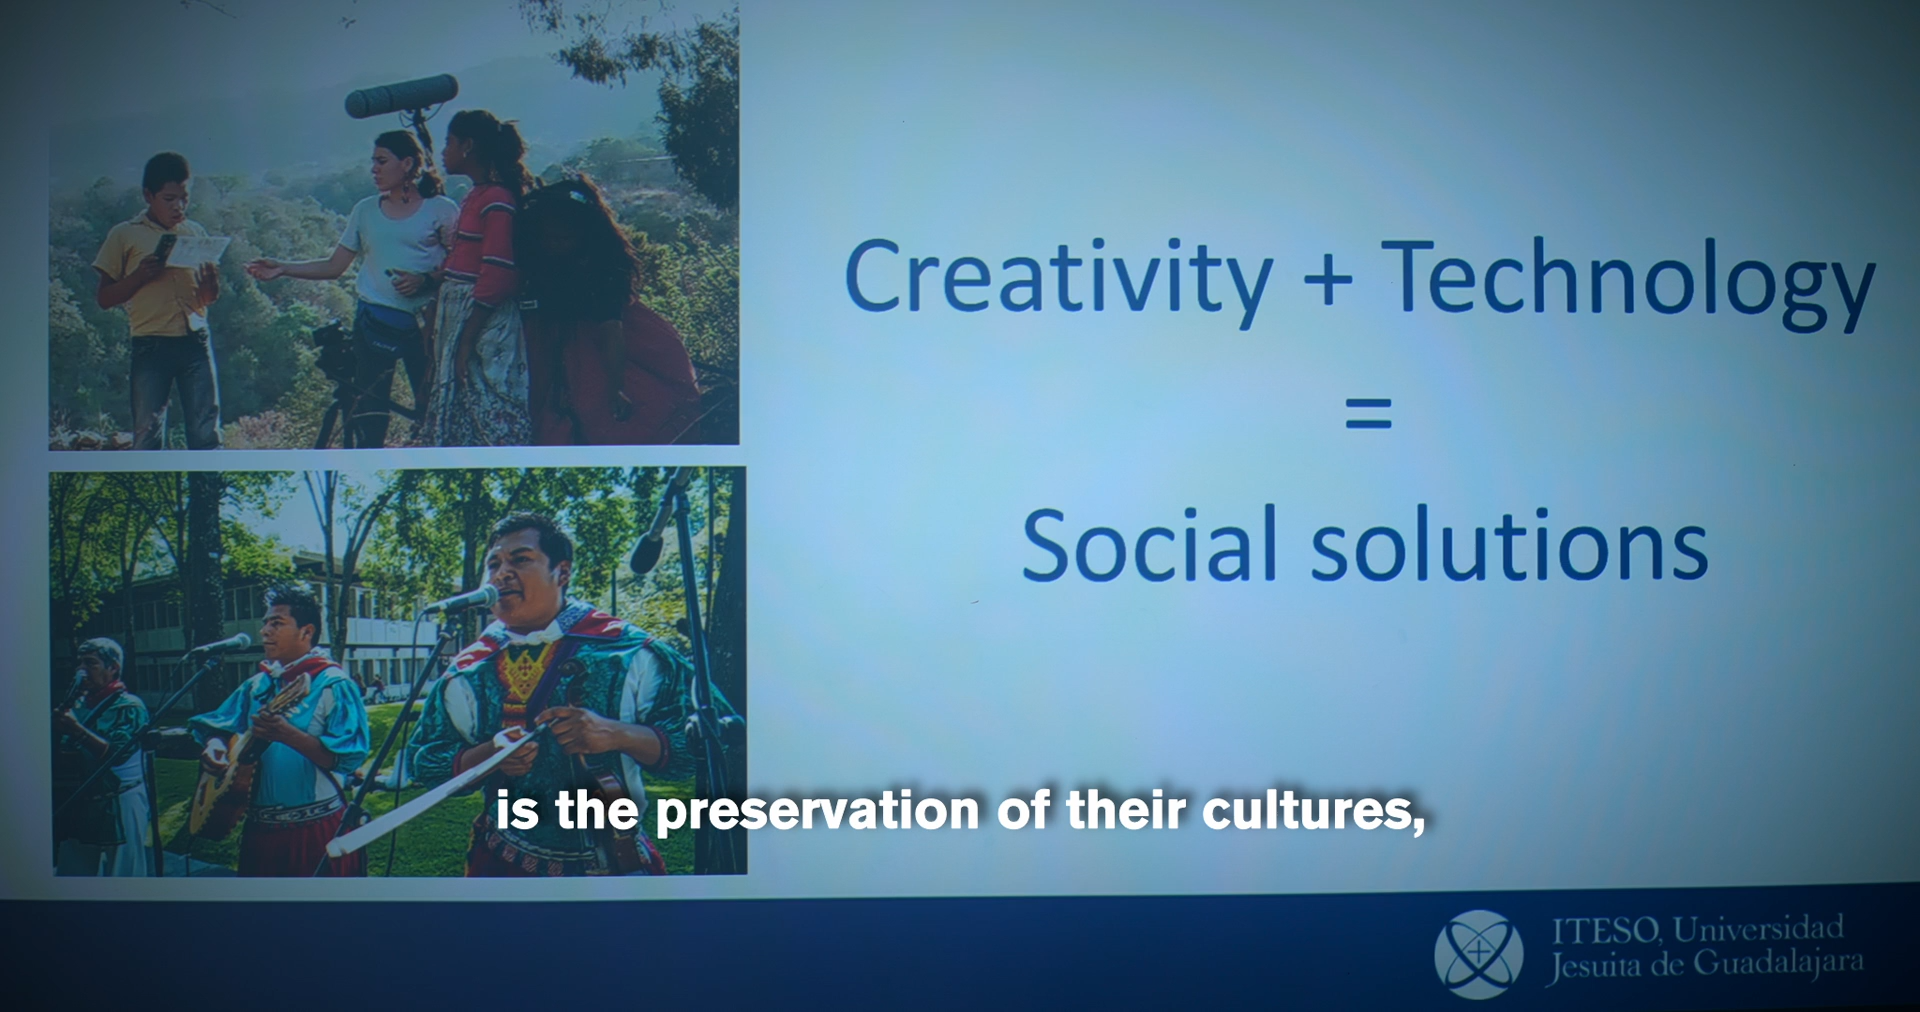 Creativity + Technology
=
Social solutions
is the preservation of their cultures,
ITESO, Universidad
Jesuita de Guadalajara